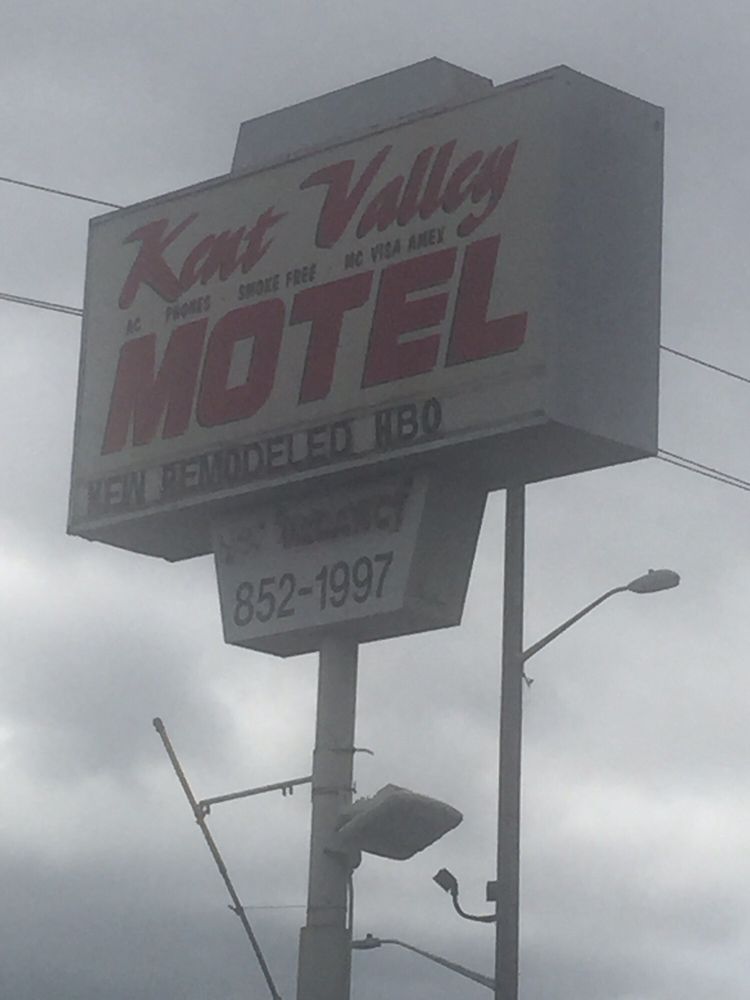 Kent Valley
AC PHONES SMOKE FREE MC VISA AMEX
MOTEL
NEW REMODELED HBO
VACANCY
852-1997